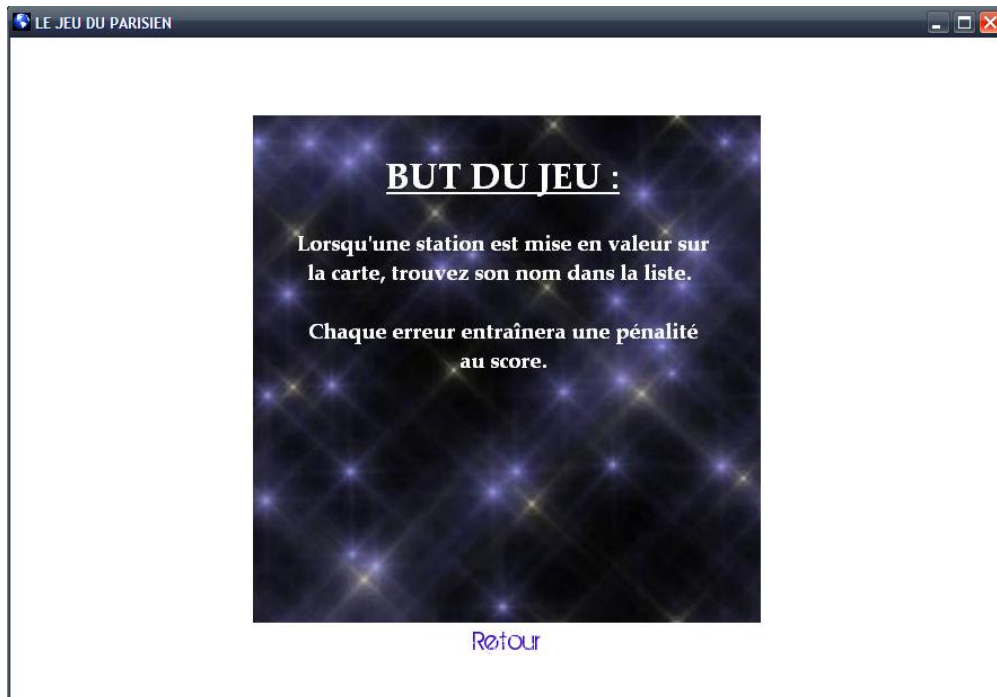 LE JEU DU PARISIEN
BUT DU JEU :
Lorsqu'une station est mise en valeur sur
la carte, trouvez son nom dans la liste.
Chaque erreur entraînera une pénalité
au score.
Retour